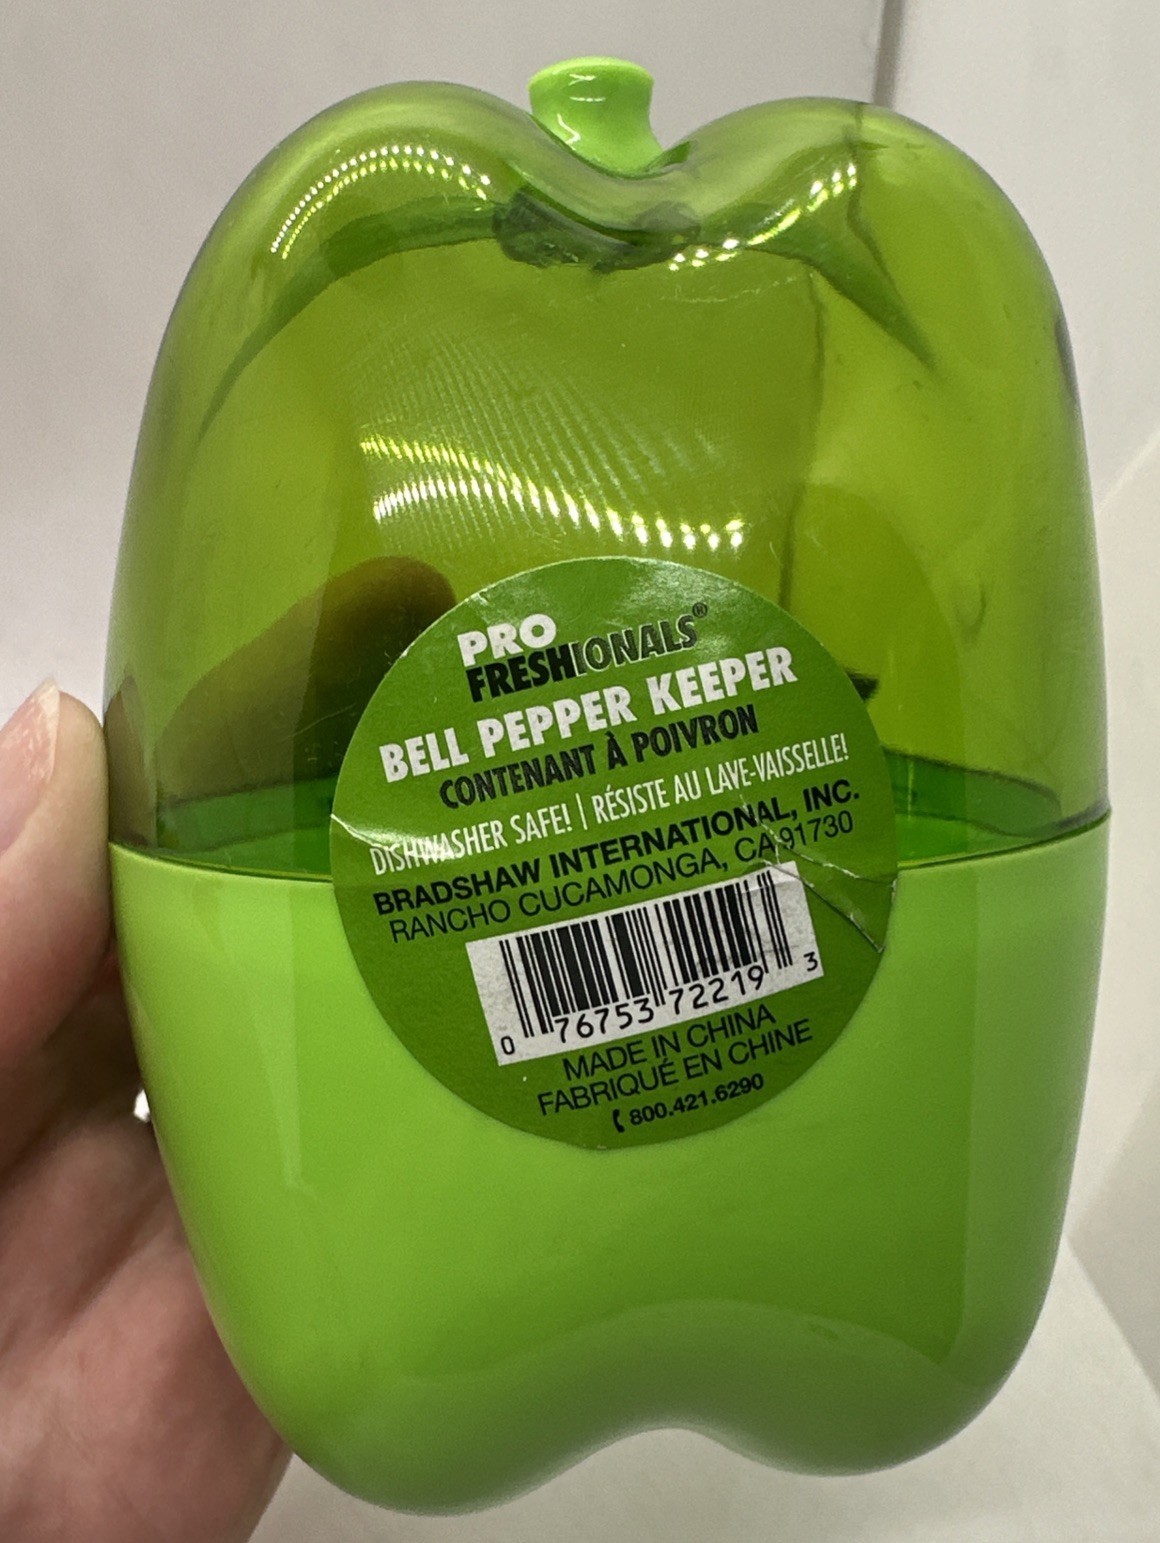 PRO
FRESHIONALS®
BELL PEPPER KEEPER
CONTENANT À POIVRON
DISHWASHER SAFE! | RÉSISTE AU LAVE-VAISSELLE!
BRADSHAW INTERNATIONAL, INC.
RANCHO CUCAMONGA, CA 91730
0 76753 72219 3
MADE IN CHINA
FABRIQUÉ EN CHINE
800.421.6290